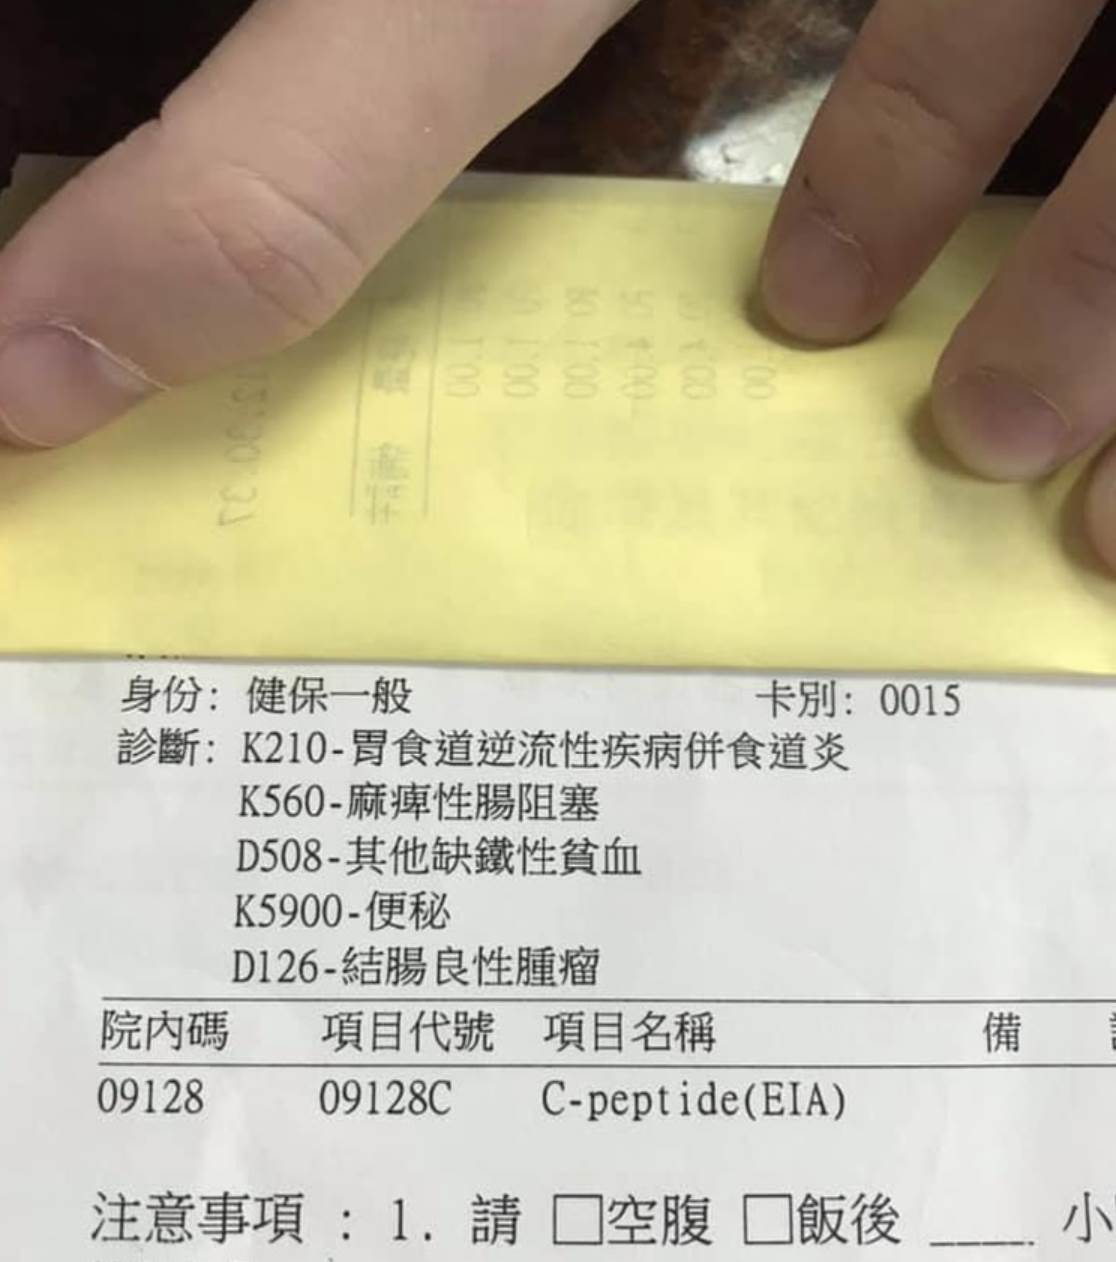 身份: 健保一般 卡別: 0015
診斷: K210-胃食道逆流性疾病併食道炎
K560-麻痺性腸阻塞
D508-其他缺鐵性貧血
K5900-便秘
D126-結腸良性腫瘤
院內碼 項目代號 項目名稱 備
09128 09128C C-peptide(EIA)
注意事項 : 1. 請 □空腹 □飯後 ____ 小